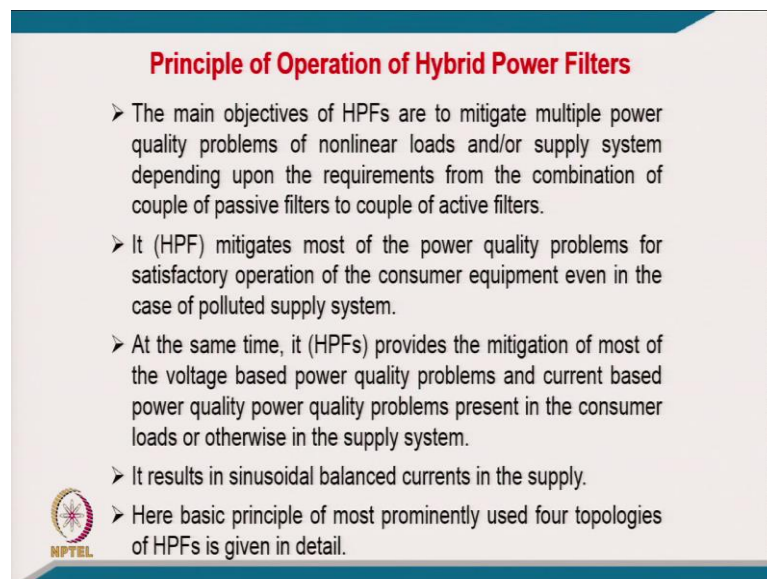 Principle of Operation of Hybrid Power Filters
➢ The main objectives of HPFs are to mitigate multiple power
quality problems of nonlinear loads and/or supply system
depending upon the requirements from the combination of
couple of passive filters to couple of active filters.
➢ It (HPF) mitigates most of the power quality problems for
satisfactory operation of the consumer equipment even in the
case of polluted supply system.
➢ At the same time, it (HPFs) provides the mitigation of most of
the voltage based power quality problems and current based
power quality power quality problems present in the consumer
loads or otherwise in the supply system.
➢ It results in sinusoidal balanced currents in the supply.
➢ Here basic principle of most prominently used four topologies
of HPFs is given in detail.
NPTEL